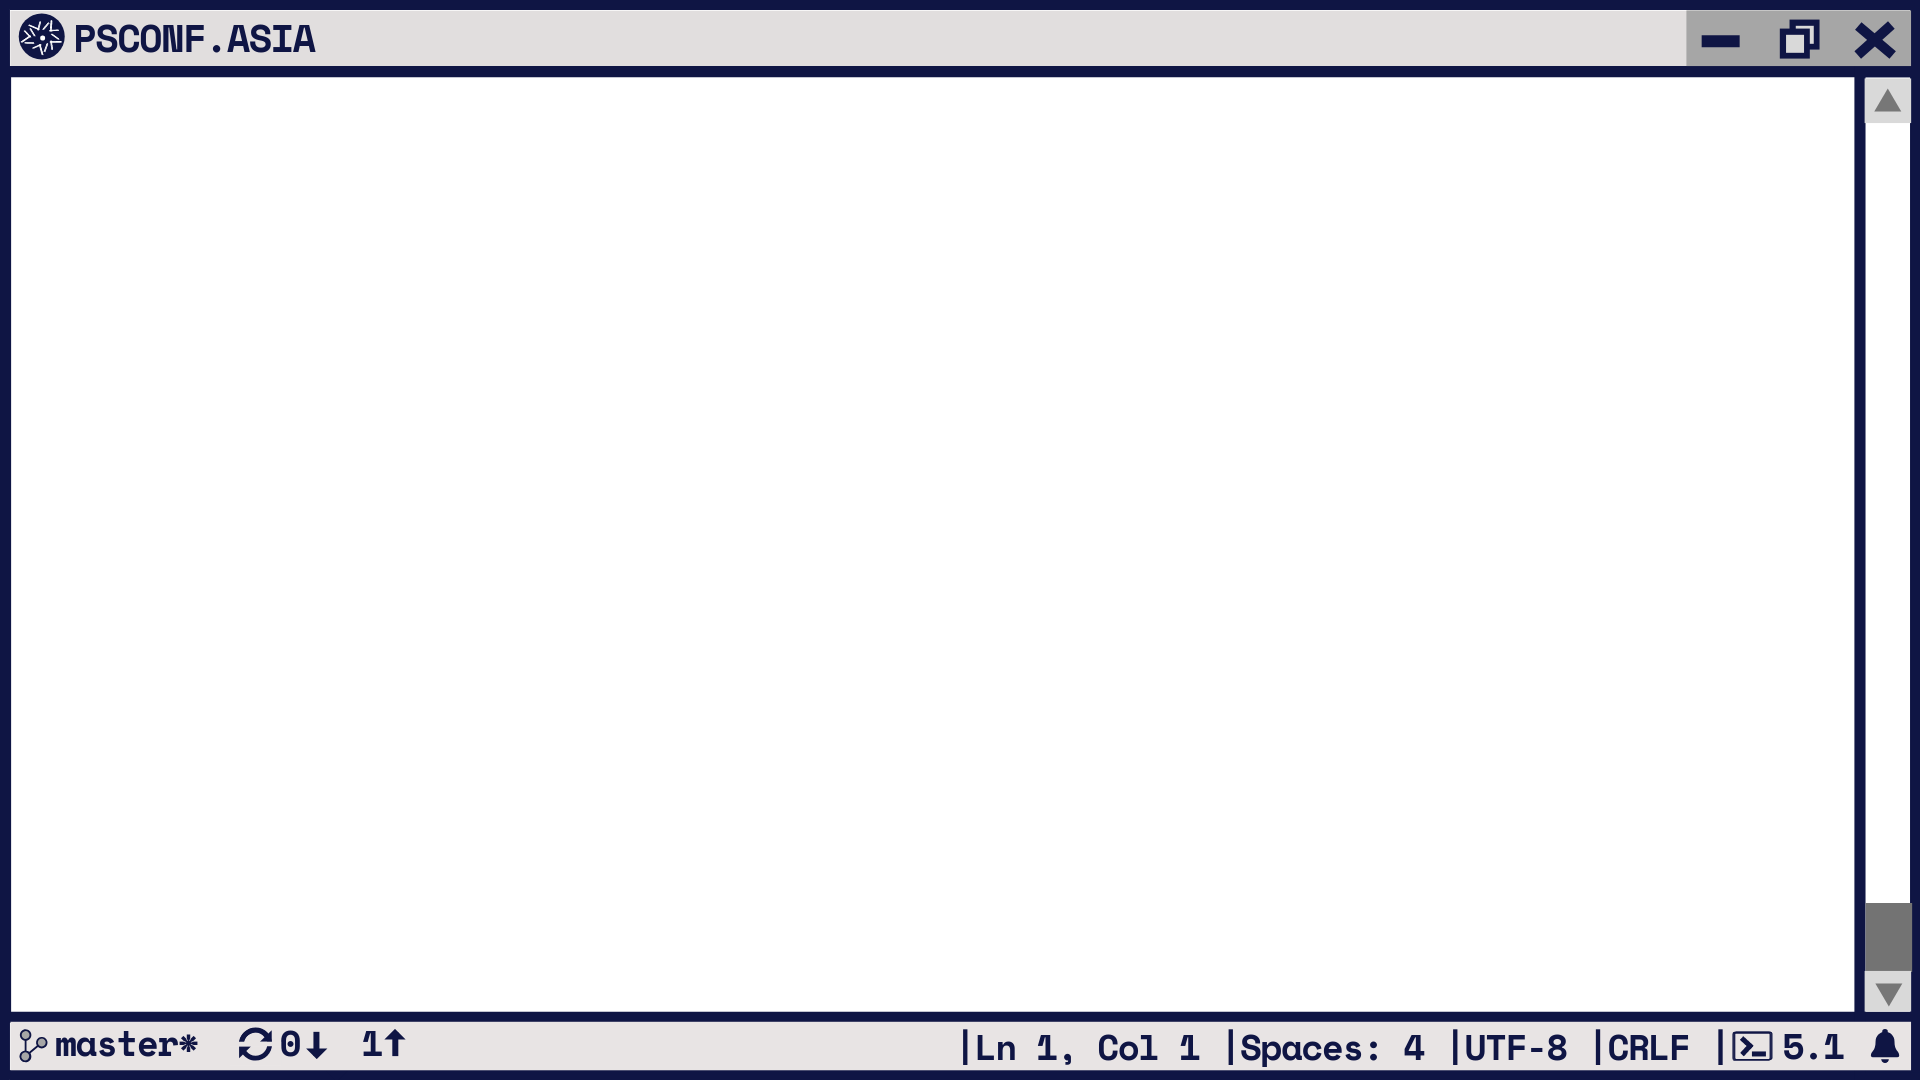 PSCONF.ASIA
master* 0↓ 1↑ |Ln 1, Col 1 |Spaces: 4 |UTF-8 |CRLF | 5.1